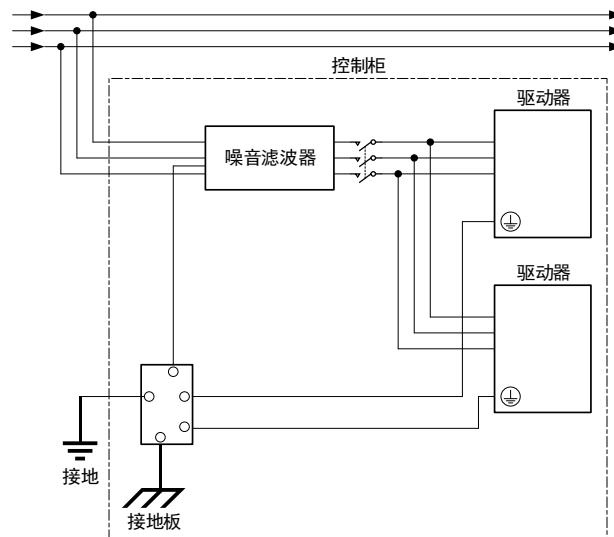 控制柜
驱动器
噪音滤波器
驱动器
接地
接地板